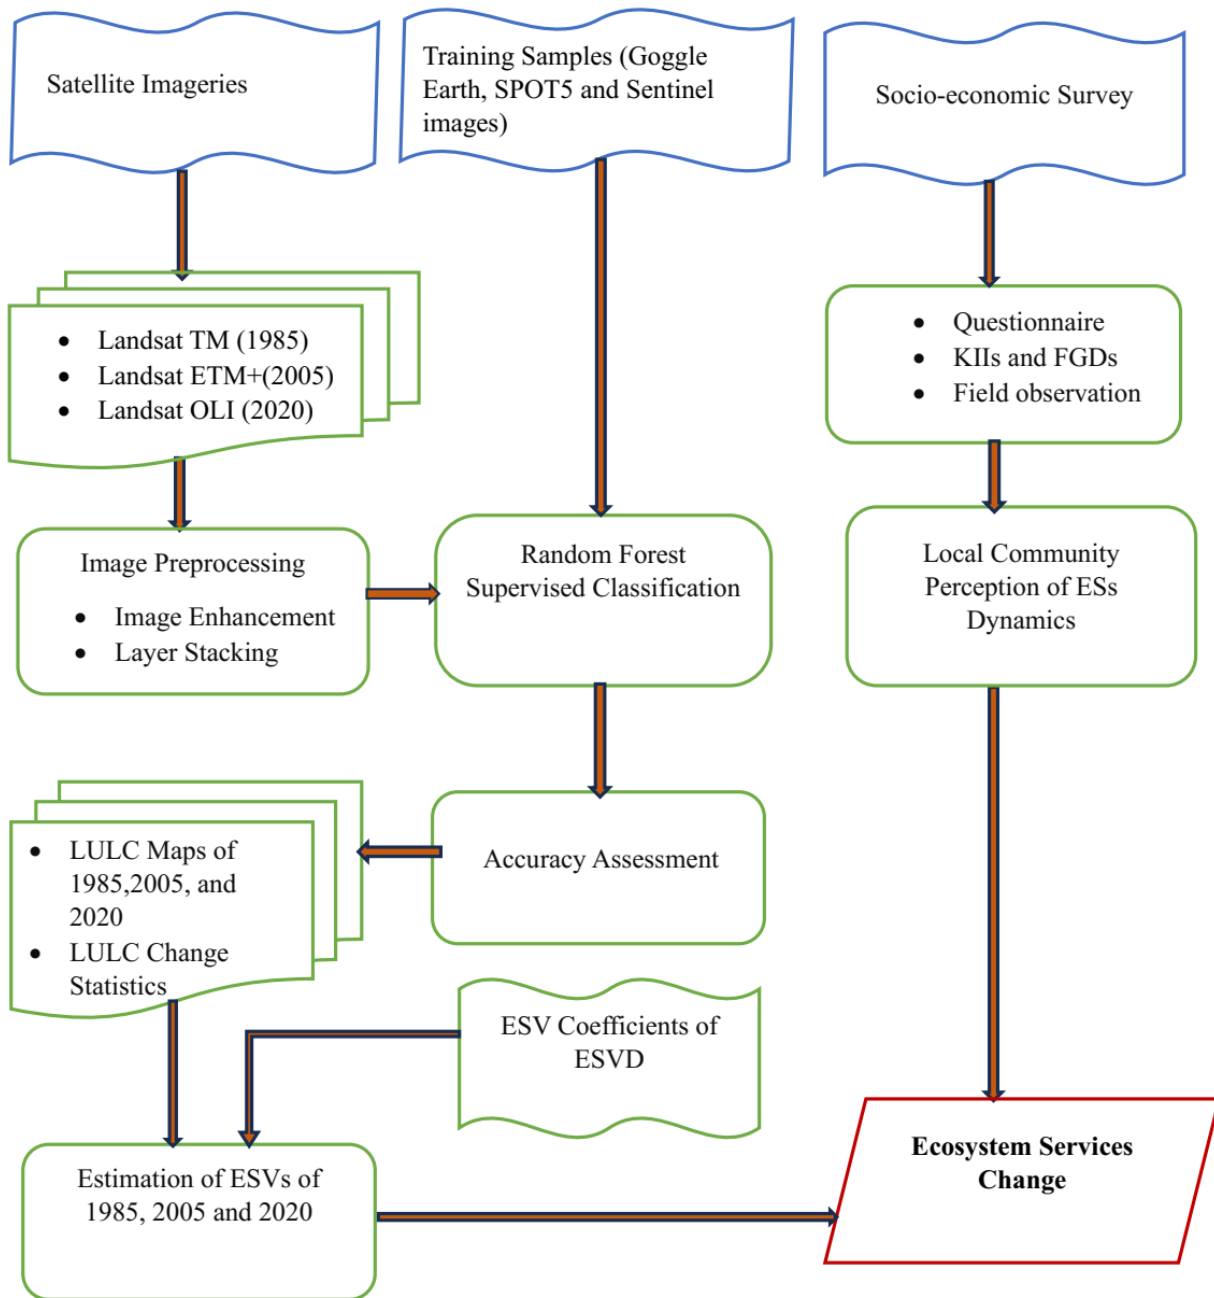 Satellite Imageries
Training Samples (Goggle
Earth, SPOT5 and Sentinel
images)
Socio-economic Survey
• Landsat TM (1985)
• Landsat ETM+(2005)
• Landsat OLI (2020)
• Questionnaire
• KIIs and FGDs
• Field observation
Image Preprocessing
• Image Enhancement
• Layer Stacking
Random Forest
Supervised Classification
Local Community
Perception of ESs
Dynamics
• LULC Maps of
1985,2005, and
2020
• LULC Change
Statistics
Accuracy Assessment
ESV Coefficients of
ESVD
Estimation of ESVs of
1985, 2005 and 2020
Ecosystem Services
Change